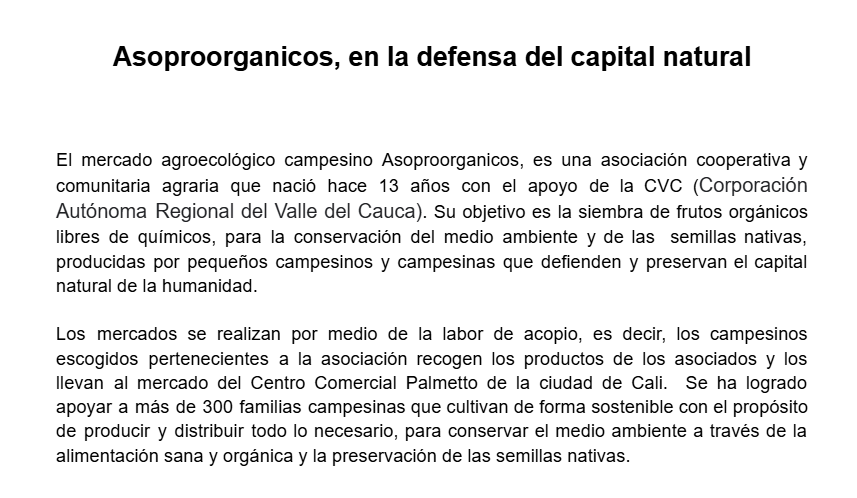 Asoproorganicos, en la defensa del capital natural
El mercado agroecológico campesino Asoproorganicos, es una asociación cooperativa y
comunitaria agraria que nació hace 13 años con el apoyo de la CVC (Corporación
Autónoma Regional del Valle del Cauca). Su objetivo es la siembra de frutos orgánicos
libres de químicos, para la conservación del medio ambiente y de las  semillas nativas,
producidas por pequeños campesinos y campesinas que defienden y preservan el capital
natural de la humanidad.
Los mercados se realizan por medio de la labor de acopio, es decir, los campesinos
escogidos pertenecientes a la asociación recogen los productos de los asociados y los
llevan al mercado del Centro Comercial Palmetto de la ciudad de Cali.  Se ha logrado
apoyar a más de 300 familias campesinas que cultivan de forma sostenible con el propósito
de producir y distribuir todo lo necesario, para conservar el medio ambiente a través de la
alimentación sana y orgánica y la preservación de las semillas nativas.